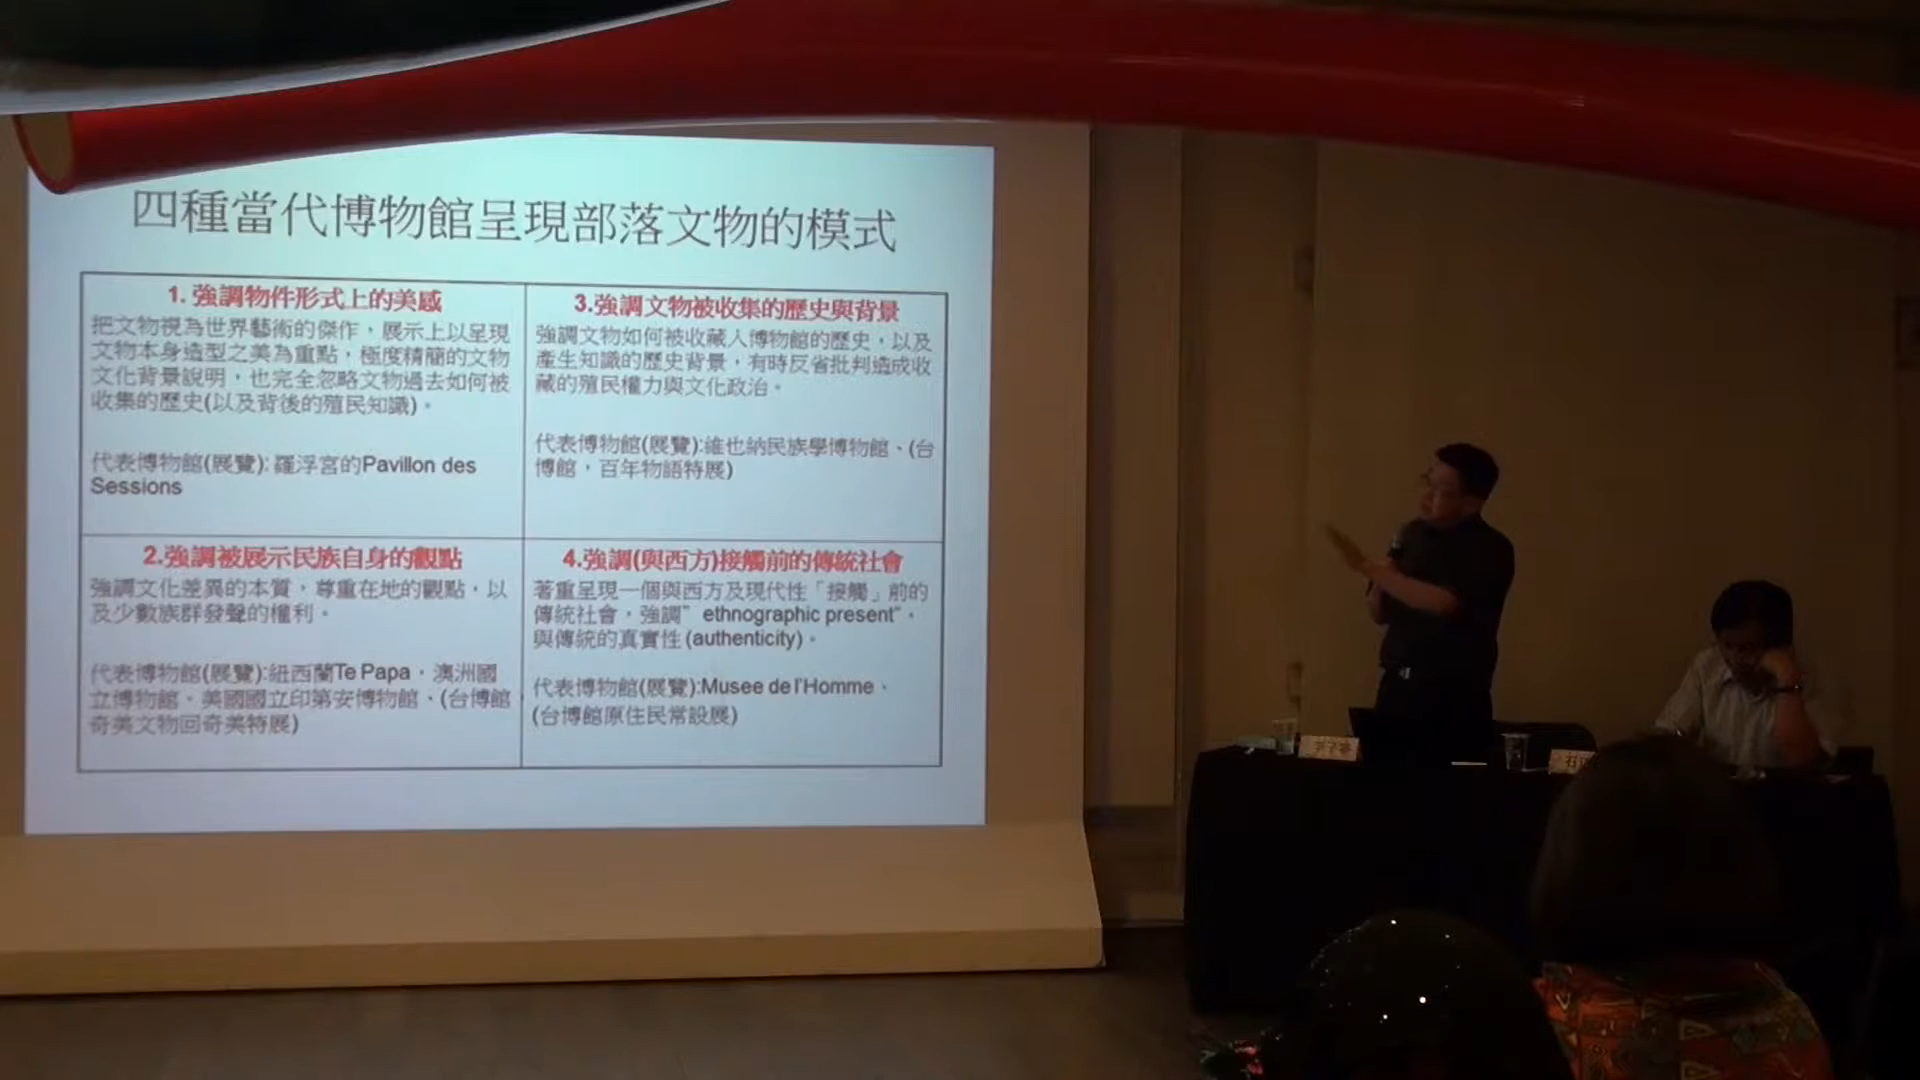 四種當代博物館呈現部落文物的模式
1. 強調物件形式上的美感
把文物視為世界藝術的傑作，展示上以呈現
文物本身造型之美為重點，極度精簡的文物
文化背景說明，也完全忽略文物過去如何被
收集的歷史(以及背後的殖民知識)。
代表博物館(展覽): 羅浮宮的Pavillon des
Sessions
2.強調被展示民族自身的觀點
強調文化差異的本質，尊重在地的觀點，以
及少數族群發聲的權利。
代表博物館(展覽):紐西蘭Te Papa，澳洲國
立博物館、美國國立印第安博物館、(台博館
奇美文物回奇美特展)
3.強調文物被收集的歷史與背景
強調文物如何被收藏入博物館的歷史，以及
產生知識的歷史背景，有時反省批判造成收
藏的殖民權力與文化政治。
代表博物館(展覽):維也納民族學博物館、(台
博館，百年物語特展)
4.強調(與西方)接觸前的傳統社會
著重呈現一個與西方及現代性「接觸」前的
傳統社會，強調” ethnographic present”，
與傳統的真實性(authenticity)。
代表博物館(展覽):Musee de l’Homme、
(台博館原住民常設展)